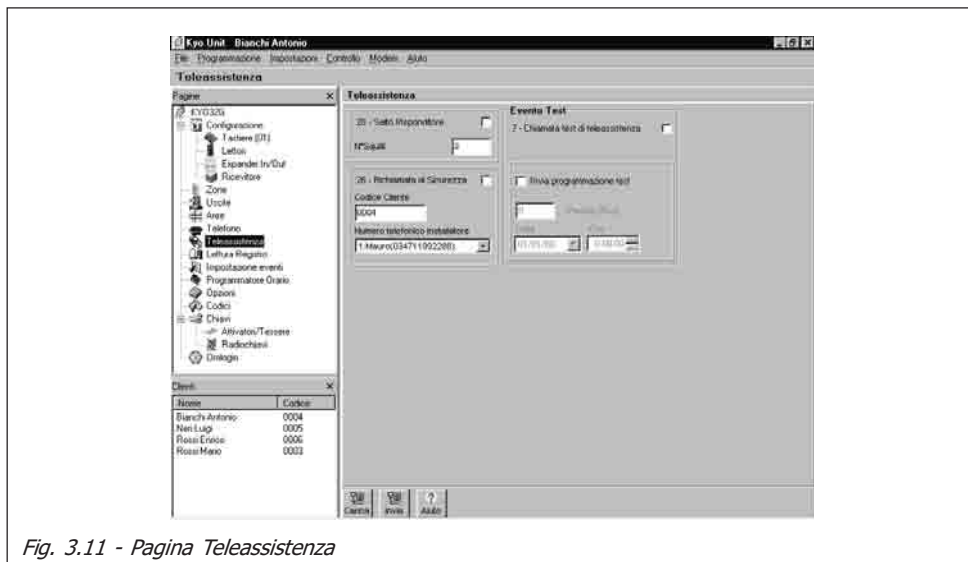 Kyo Unit Bianchi Antonio
File Programmazione Impostazioni Controllo Modem Aiuto
Teleassistenza
Pagine
KYO32G
Configurazione
Tastiere [01]
Lettori
Expander In/Out
Ricevitore
Zone
Uscite
Aree
Telefono
Teleassistenza
Lettura Registro
Impostazione eventi
Programmatore Orario
Opzioni
Codici
Chiavi
Attivatori/Tessere
Radiochiavi
Orologio
Clienti
Nome Codice
Bianchi Antonio 0004
Neri Luigi 0005
Rossi Enrico 0006
Rossi Mario 0003
Teleassistenza
25 - Salto Risponditore
N°Squilli
26 - Richiamata di Sicurezza
Codice Cliente
0004
Numero telefonico installatore
1.Mauro(034711992288)
Evento Test
7 - Chiamata test di teleassistenza
Invia programmazione test
Carica Invia Aiuto
Fig. 3.11 - Pagina Teleassistenza